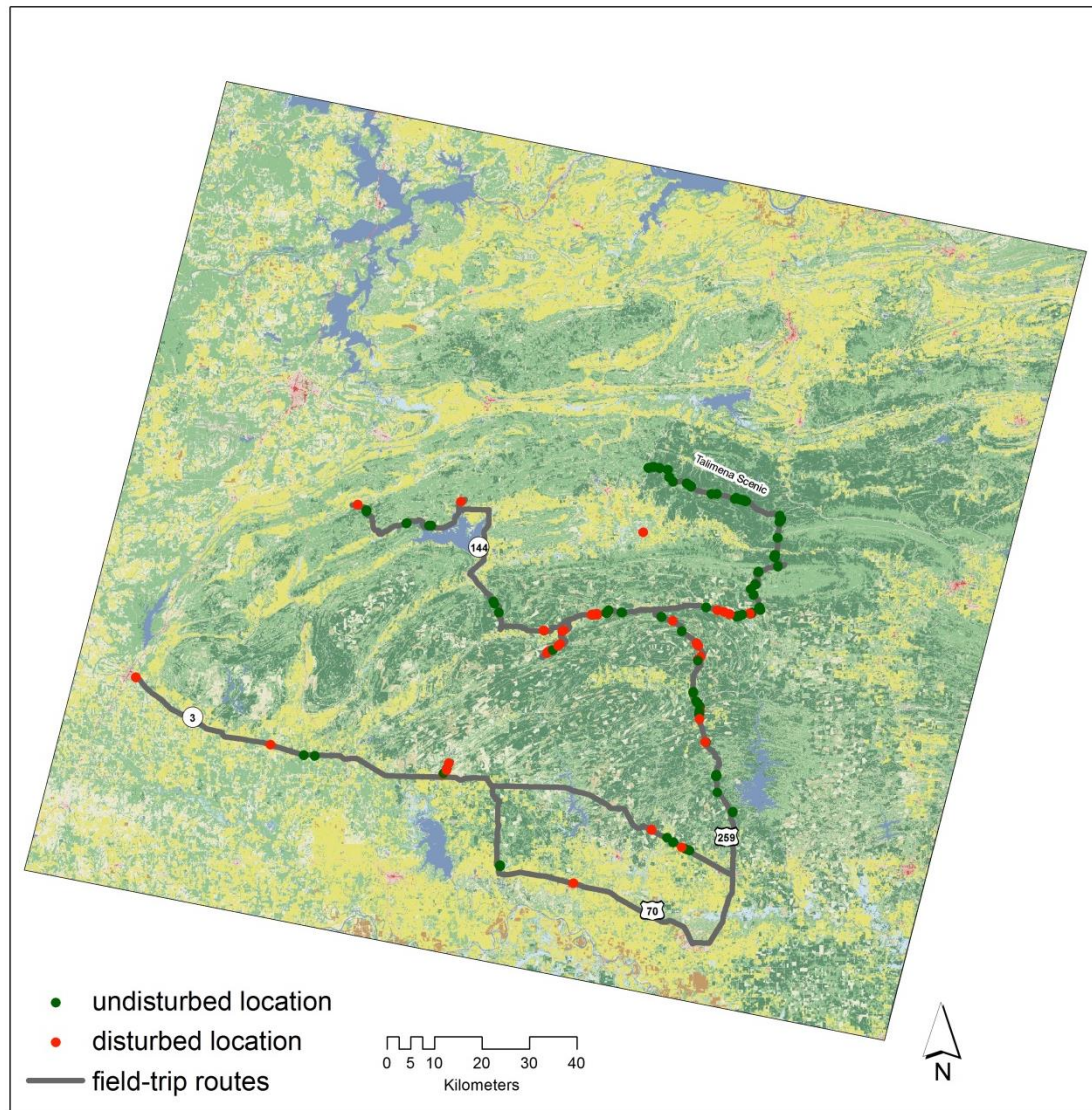 Talimena Scenic
144
3
259
70
undisturbed location
disturbed location
field-trip routes
0 5 10 20 30 40
Kilometers
N